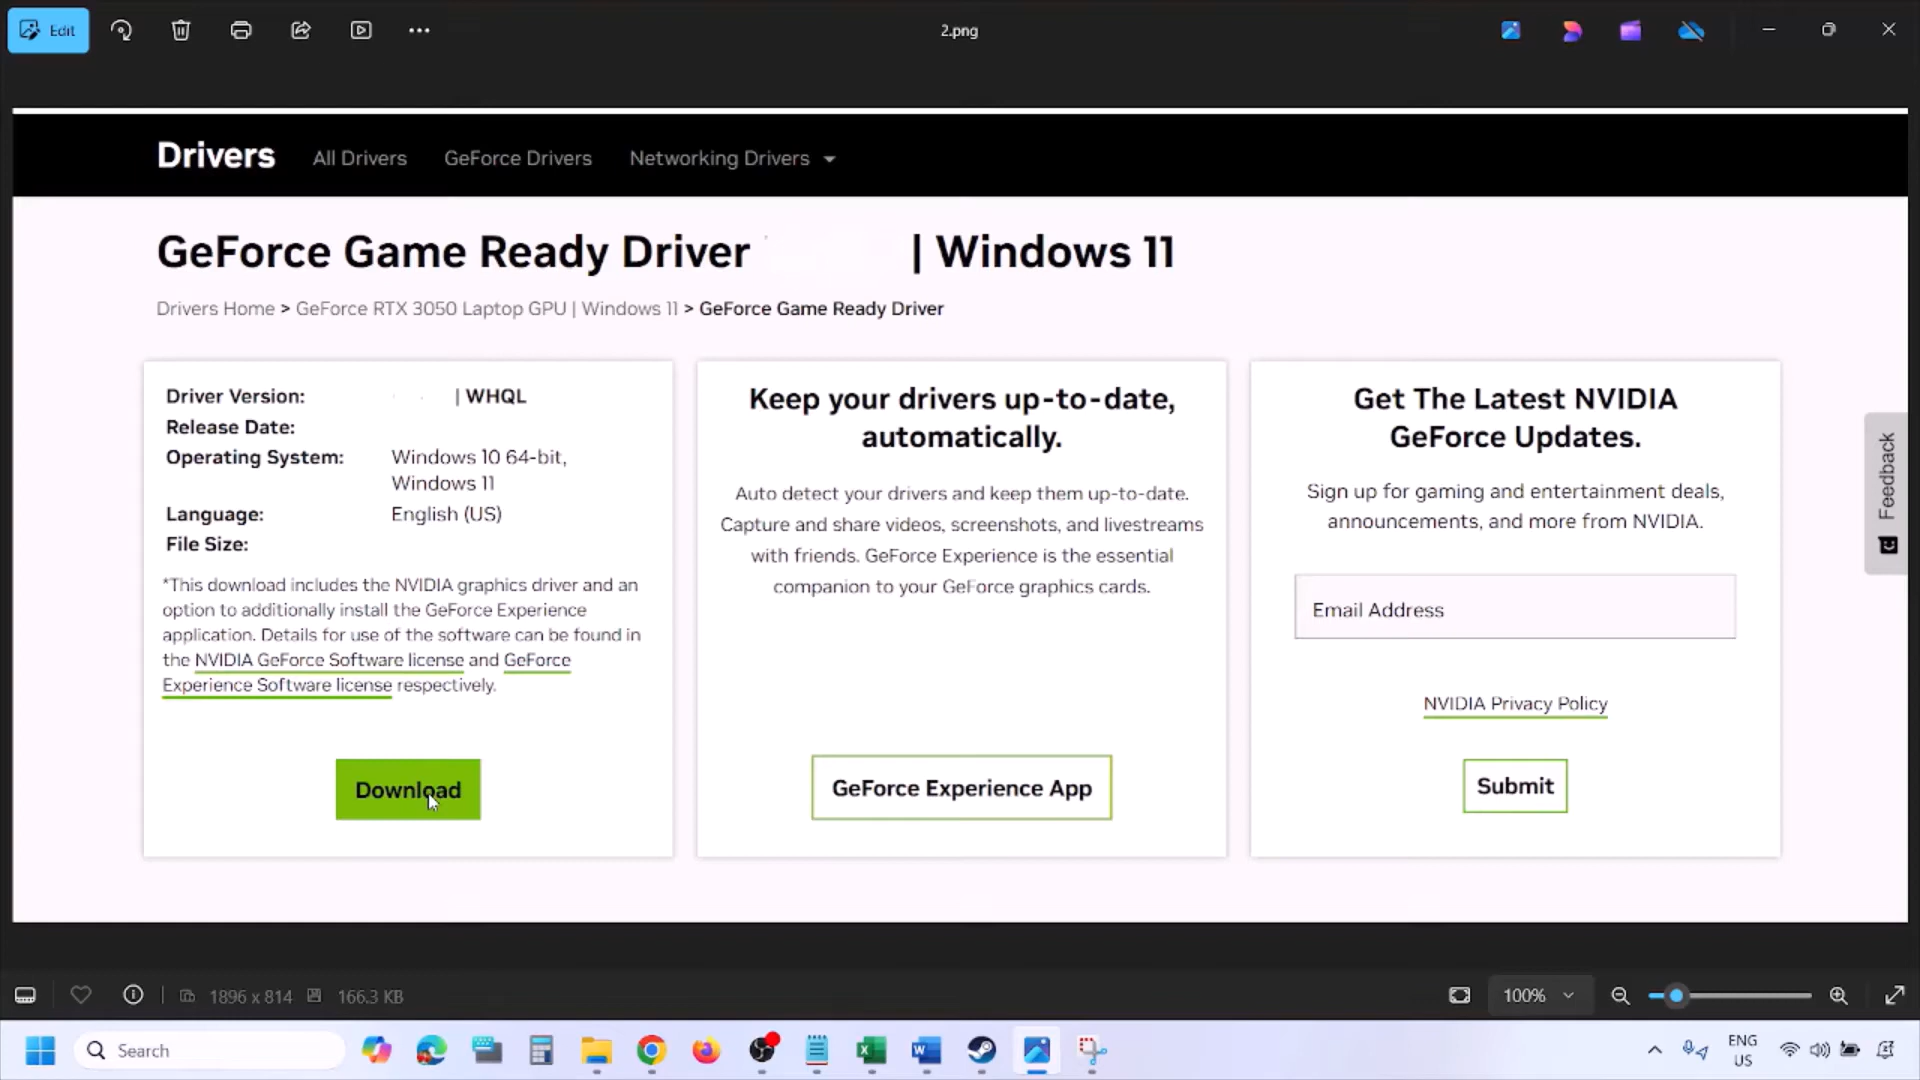 Edit
2.png
Drivers All Drivers GeForce Drivers Networking Drivers
GeForce Game Ready Driver | Windows 11
Drivers Home > GeForce RTX 3050 Laptop GPU | Windows 11 > GeForce Game Ready Driver
Driver Version: | WHQL
Release Date:
Operating System: Windows 10 64-bit,
Windows 11
Language: English (US)
File Size:
*This download includes the NVIDIA graphics driver and an
option to additionally install the GeForce Experience
application. Details for use of the software can be found in
the NVIDIA GeForce Software license and GeForce
Experience Software license respectively.
Download
Keep your drivers up-to-date,
automatically.
Auto detect your drivers and keep them up-to-date.
Capture and share videos, screenshots, and livestreams
with friends. GeForce Experience is the essential
companion to your GeForce graphics cards.
GeForce Experience App
Get The Latest NVIDIA
GeForce Updates.
Sign up for gaming and entertainment deals,
announcements, and more from NVIDIA.
Email Address
NVIDIA Privacy Policy
Submit
Feedback
1896 x 814 166.3 KB
100%
Search
ENG
US